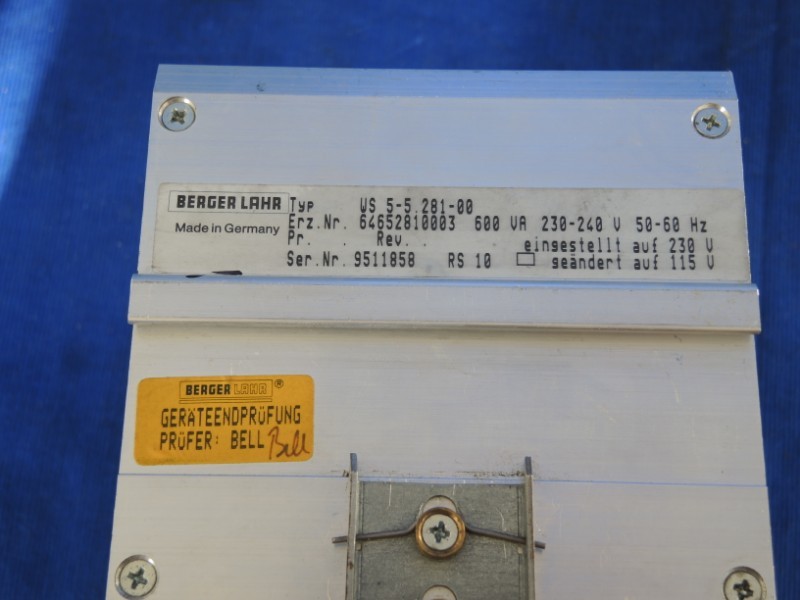 BERGER LAHR
Made in Germany
Typ WS 5-5.281-00
Erz.Nr. 64652810003 600 VA 230-240 V 50-60 Hz
Pr. . Rev. . eingestellt auf 230 V
Ser.Nr. 9511858 RS 10 geändert auf 115 V
BERGER LAHR ®
GERÄTEENDPRÜFUNG
PRÜFER: BELL Bell